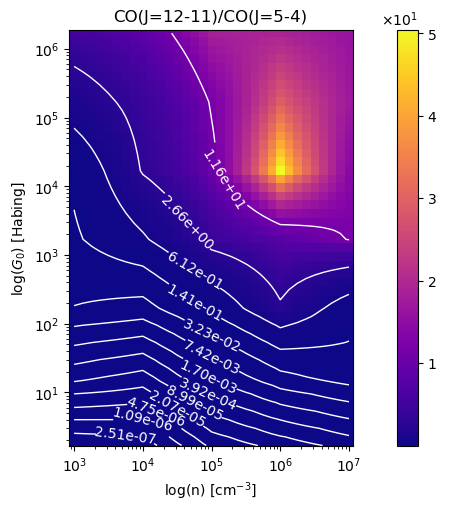 CO(J=12-11)/CO(J=5-4)
×10¹
10⁶
10⁵
10⁴
10³
10²
10¹
log(G₀) [Habing]
1.16e+01
2.66e+00
6.12e-01
1.41e-01
3.23e-02
7.42e-03
1.70e-03
3.92e-04
8.99e-05
2.07e-05
4.75e-06
1.09e-06
2.51e-07
10³
10⁴
10⁵
10⁶
10⁷
log(n) [cm⁻³]
5
4
3
2
1